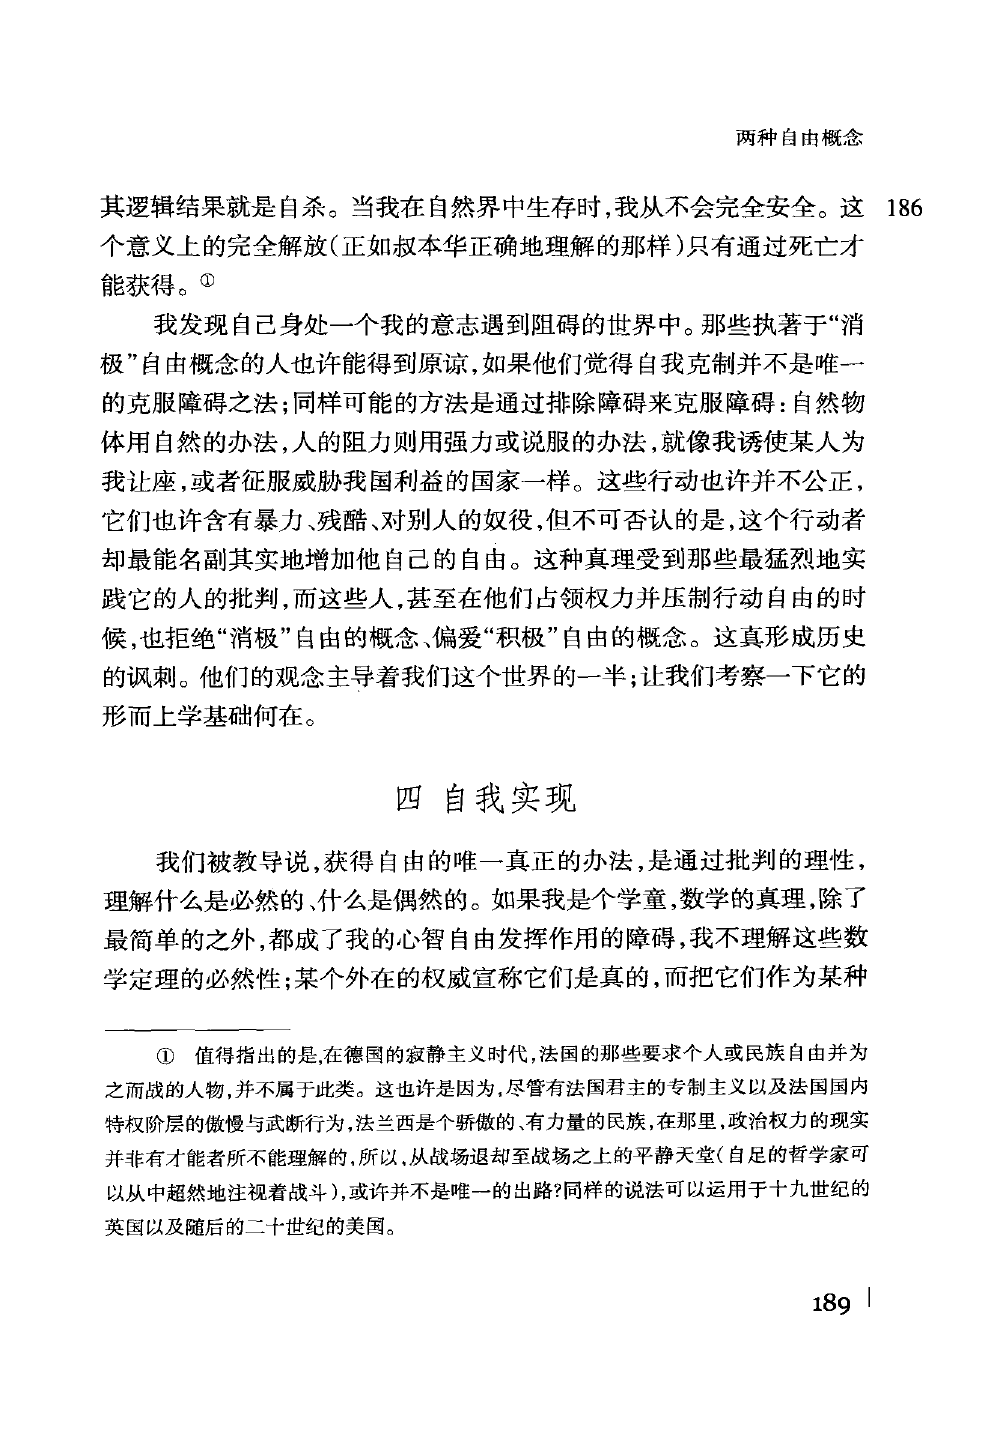 两种自由概念
其逻辑结果就是自杀。当我在自然界中生存时,我从不会完全安全。这 186
个意义上的完全解放(正如叔本华正确地理解的那样)只有通过死亡才
能获得。①
我发现自己身处一个我的意志遇到阻碍的世界中。那些执著于“消
极”自由概念的人也许能得到原谅,如果他们觉得自我克制并不是唯一
的克服障碍之法;同样可能的方法是通过排除障碍来克服障碍:自然物
体用自然的办法,人的阻力则用强力或说服的办法,就像我诱使某人为
我让座,或者征服威胁我国利益的国家一样。这些行动也许并不公正,
它们也许含有暴力、残酷、对别人的奴役,但不可否认的是,这个行动者
却最能名副其实地增加他自己的自由。这种真理受到那些最猛烈地实
践它的人的批判,而这些人,甚至在他们占领权力并压制行动自由的时
候,也拒绝“消极”自由的概念、偏爱“积极”自由的概念。这真形成历史
的讽刺。他们的观念主导着我们这个世界的一半;让我们考察一下它的
形而上学基础何在。
四 自我实现
我们被教导说,获得自由的唯一真正的办法,是通过批判的理性,
理解什么是必然的、什么是偶然的。如果我是个学童,数学的真理,除了
最简单的之外,都成了我的心智自由发挥作用的障碍,我不理解这些数
学定理的必然性;某个外在的权威宣称它们是真的,而把它们作为某种
① 值得指出的是,在德国的寂静主义时代,法国的那些要求个人或民族自由并为
之而战的人物,并不属于此类。这也许是因为,尽管有法国君主的专制主义以及法国国内
特权阶层的傲慢与武断行为,法兰西是个骄傲的、有力量的民族,在那里,政治权力的现实
并非有才能者所不能理解的,所以,从战场退却至战场之上的平静天堂(自足的哲学家可
以从中超然地注视着战斗),或许并不是唯一的出路?同样的说法可以运用于十九世纪的
英国以及随后的二十世纪的美国。
189